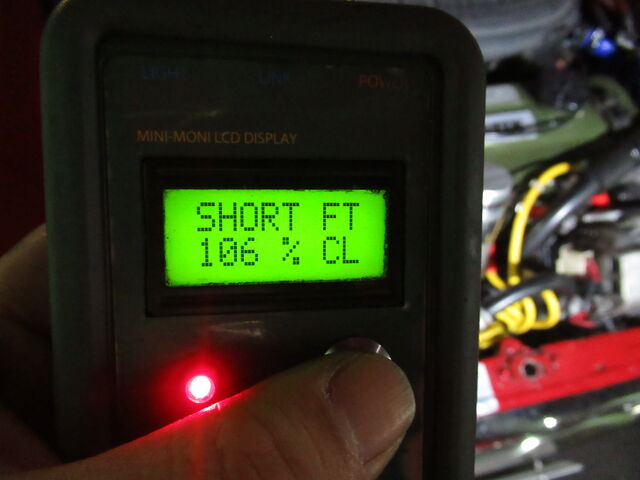 LIGHT LINK POWER
MINI-MONI LCD DISPLAY
SHORT FT
106 % CL